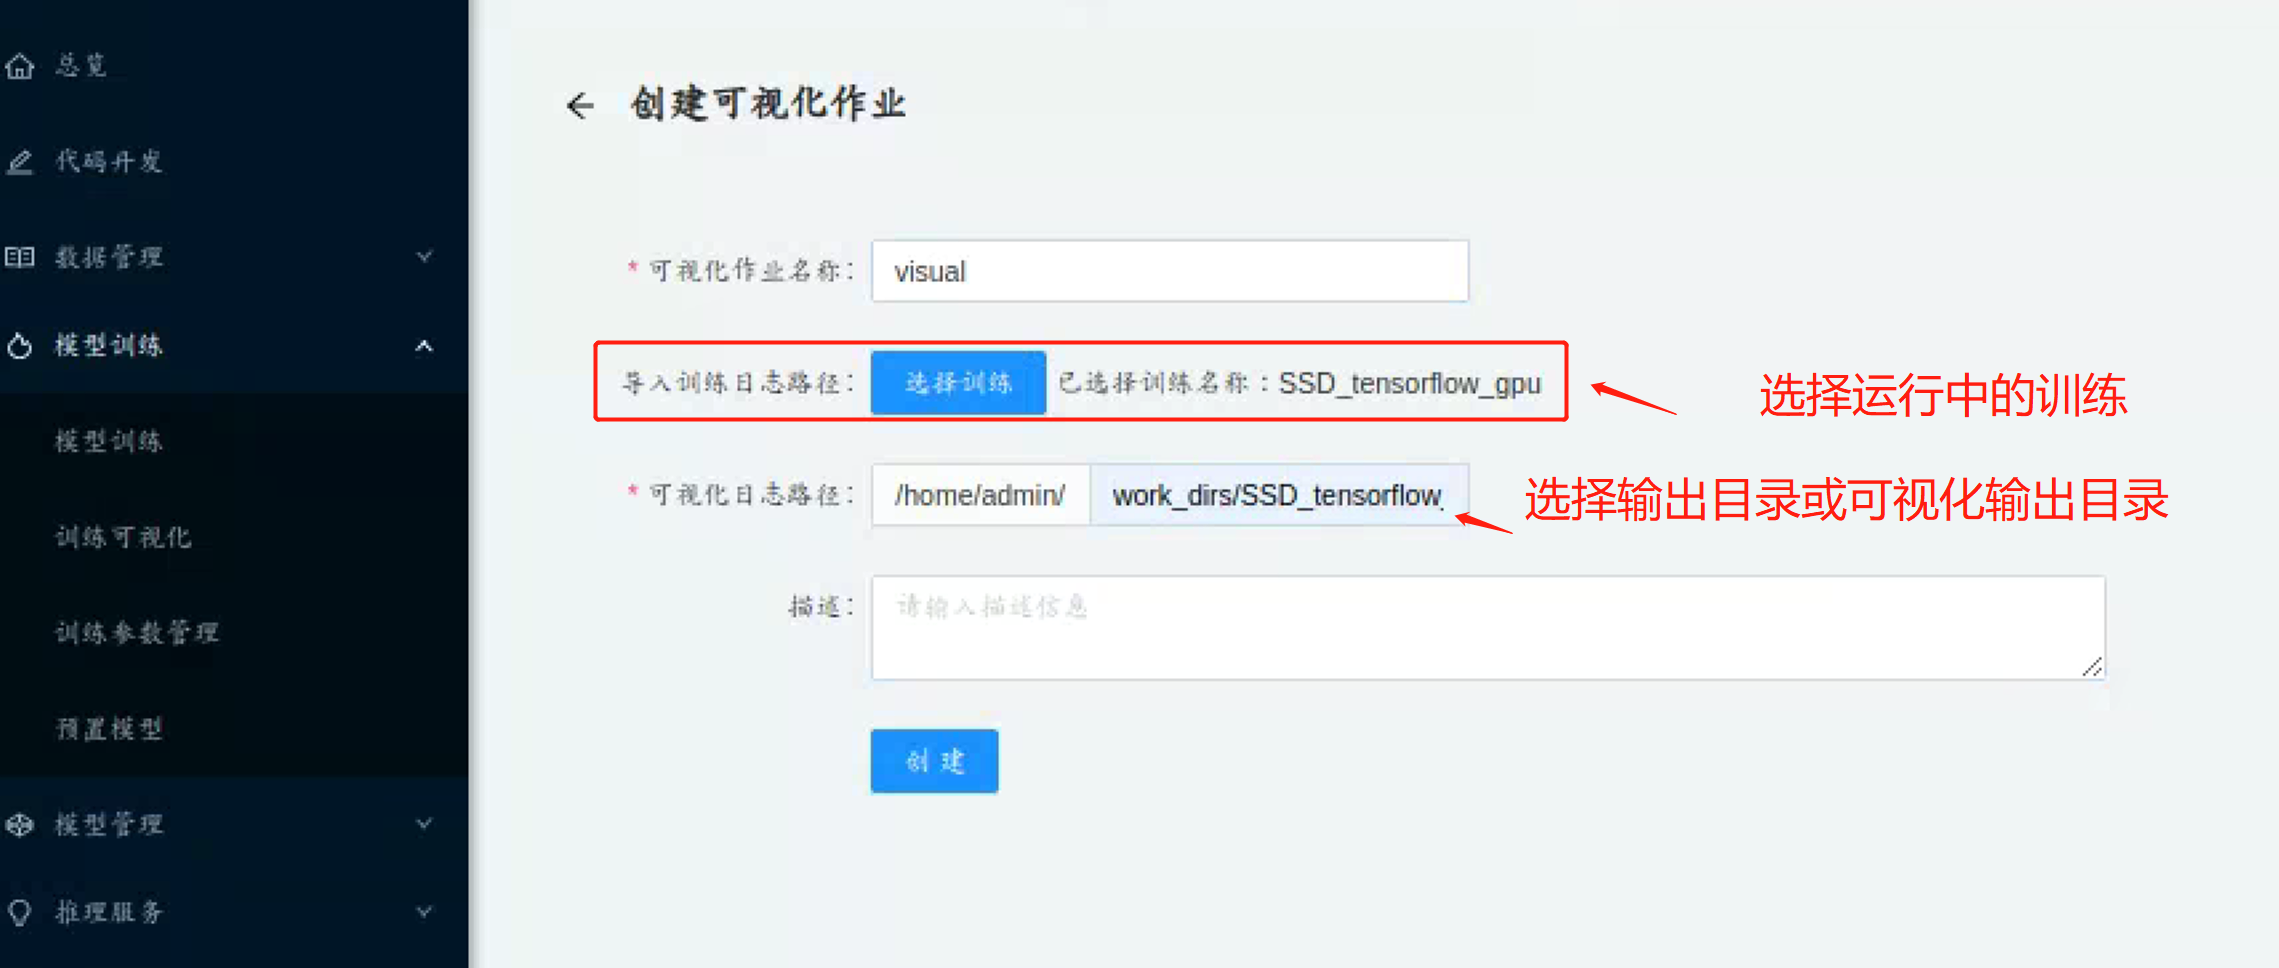 总览
代码开发
数据管理
模型训练
模型训练
训练可视化
训练参数管理
预置模型
模型管理
推理服务
创建可视化作业
* 可视化作业名称: visual
导入训练日志路径: 选择训练 已选择训练名称：SSD_tensorflow_gpu
选择运行中的训练
* 可视化日志路径: /home/admin/ work_dirs/SSD_tensorflow_
选择输出目录或可视化输出目录
描述: 请输入描述信息
创 建